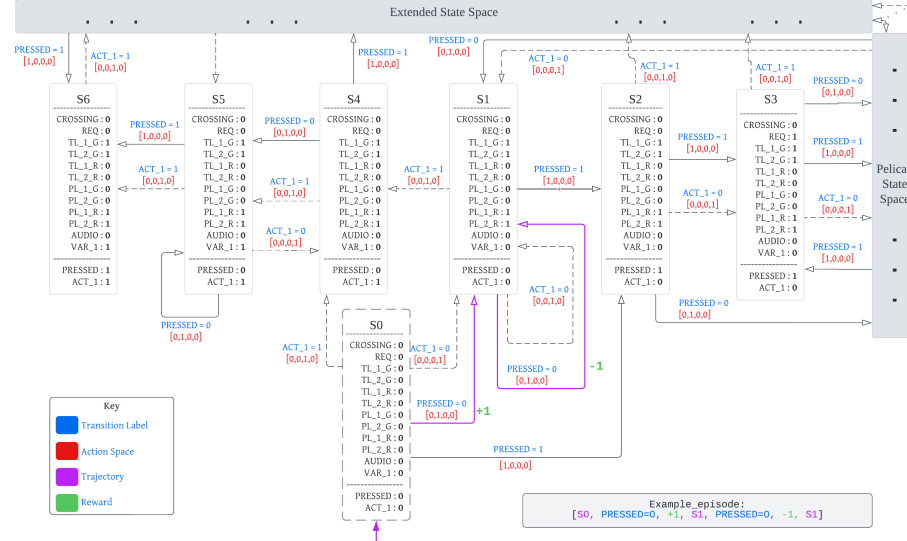 Extended State Space
PRESSED = 1
[1,0,0,0]
ACT_1 = 1
[0,0,1,0]
PRESSED = 1
[1,0,0,0]
PRESSED = 0
[0,1,0,0]
ACT_1 = 0
[0,0,0,1]
ACT_1 = 1
[0,0,1,0]
ACT_1 = 1
[0,0,1,0]
S6
CROSSING : 0
REQ : 0
TL_1_G : 1
TL_2_G : 1
TL_1_R : 0
TL_2_R : 0
PL_1_G : 0
PL_2_G : 0
PL_1_R : 1
PL_2_R : 1
AUDIO : 0
VAR_1 : 1
PRESSED : 1
ACT_1 : 1
PRESSED = 1
[1,0,0,0]
ACT_1 = 1
[0,0,1,0]
S5
CROSSING : 0
REQ : 0
TL_1_G : 1
TL_2_G : 1
TL_1_R : 0
TL_2_R : 0
PL_1_G : 0
PL_2_G : 0
PL_1_R : 1
PL_2_R : 1
AUDIO : 0
VAR_1 : 1
PRESSED : 0
ACT_1 : 1
PRESSED = 0
[0,1,0,0]
PRESSED = 0
[0,1,0,0]
ACT_1 = 1
[0,0,1,0]
ACT_1 = 0
[0,0,0,1]
S4
CROSSING : 0
REQ : 0
TL_1_G : 1
TL_2_G : 1
TL_1_R : 0
TL_2_R : 0
PL_1_G : 0
PL_2_G : 0
PL_1_R : 1
PL_2_R : 1
AUDIO : 0
VAR_1 : 1
PRESSED : 0
ACT_1 : 1
ACT_1 = 1
[0,0,1,0]
S1
CROSSING : 0
REQ : 0
TL_1_G : 1
TL_2_G : 1
TL_1_R : 0
TL_2_R : 0
PL_1_G : 0
PL_2_G : 0
PL_1_R : 1
PL_2_R : 1
AUDIO : 0
VAR_1 : 0
PRESSED : 0
ACT_1 : 0
PRESSED = 1
[1,0,0,0]
ACT_1 = 0
[0,0,1,0]
PRESSED = 0
[0,1,0,0]
-1
S2
CROSSING : 0
REQ : 0
TL_1_G : 1
TL_2_G : 1
TL_1_R : 0
TL_2_R : 0
PL_1_G : 0
PL_2_G : 0
PL_1_R : 1
PL_2_R : 1
AUDIO : 0
VAR_1 : 0
PRESSED : 1
ACT_1 : 0
PRESSED = 1
[1,0,0,0]
ACT_1 = 0
[0,0,0,1]
PRESSED = 0
[0,1,0,0]
S3
CROSSING : 0
REQ : 1
TL_1_G : 1
TL_2_G : 1
TL_1_R : 0
TL_2_R : 0
PL_1_G : 0
PL_2_G : 0
PL_1_R : 1
PL_2_R : 1
AUDIO : 0
VAR_1 : 0
PRESSED : 1
ACT_1 : 0
PRESSED = 0
[0,1,0,0]
PRESSED = 1
[1,0,0,0]
ACT_1 = 0
[0,0,0,1]
PRESSED = 1
[1,0,0,0]
Pelica
State
Space
ACT_1 = 1
[0,0,1,0]
S0
CROSSING : 0
REQ : 0
TL_1_G : 0
TL_2_G : 0
TL_1_R : 0
TL_2_R : 0
PL_1_G : 0
PL_2_G : 0
PL_1_R : 0
PL_2_R : 0
AUDIO : 0
VAR_1 : 0
PRESSED : 0
ACT_1 : 0
ACT_1 = 0
[0,0,0,1]
PRESSED = 0
[0,1,0,0]
+1
PRESSED = 1
[1,0,0,0]
Key
Transition Label
Action Space
Trajectory
Reward
Example_episode:
[S0, PRESSED=0, +1, S1, PRESSED=0, -1, S1]